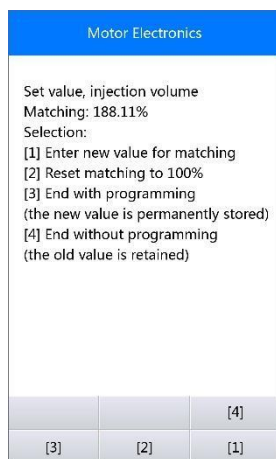 Motor Electronics
Set value, injection volume
Matching: 188.11%
Selection:
[1] Enter new value for matching
[2] Reset matching to 100%
[3] End with programming
(the new value is permanently stored)
[4] End without programming
(the old value is retained)
[4]
[3] [2] [1]